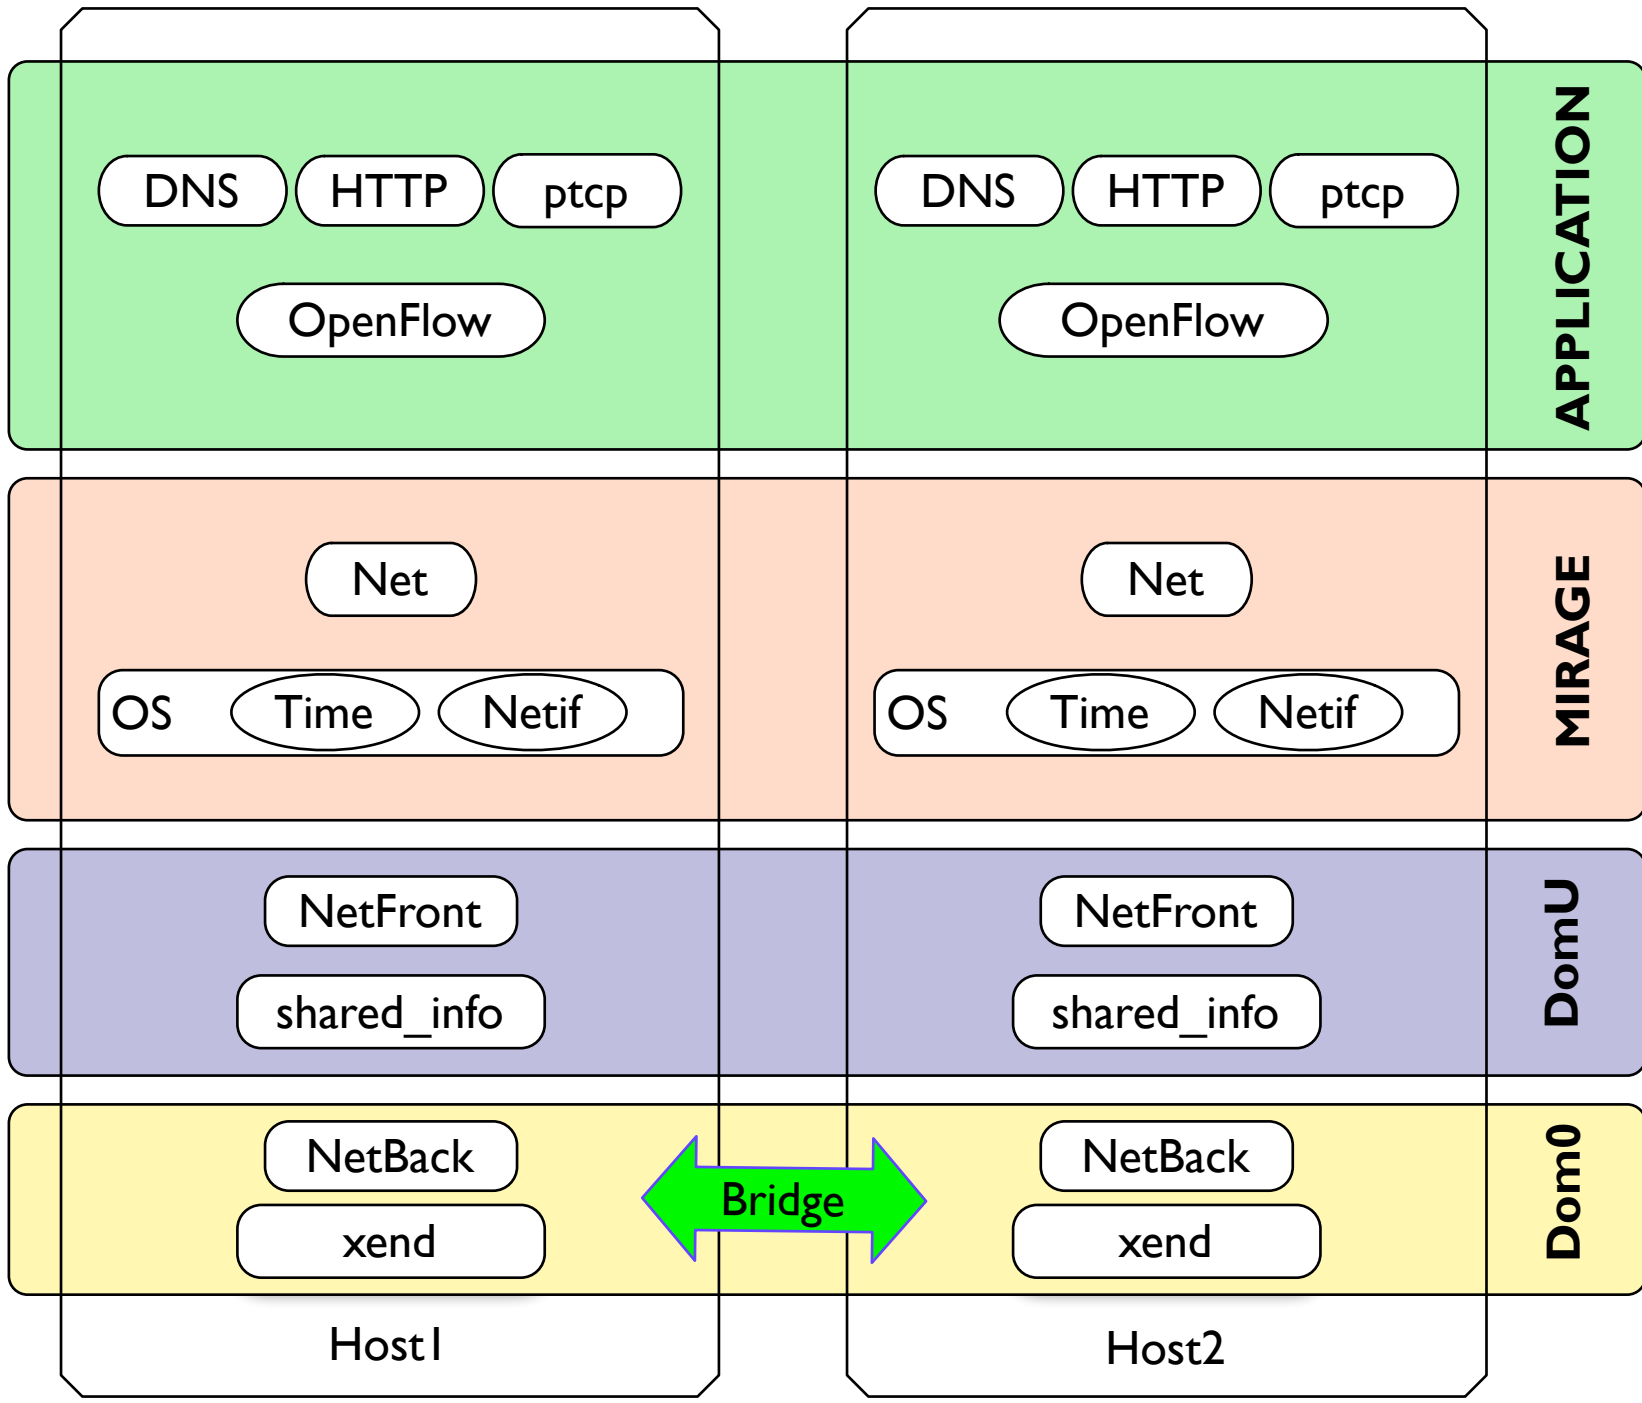 DNS HTTP ptcp DNS HTTP ptcp
OpenFlow OpenFlow
APPLICATION
Net Net
OS Time Netif OS Time Netif
MIRAGE
NetFront NetFront
shared_info shared_info
DomU
NetBack NetBack
Bridge
xend xend
Dom0
Host1 Host2